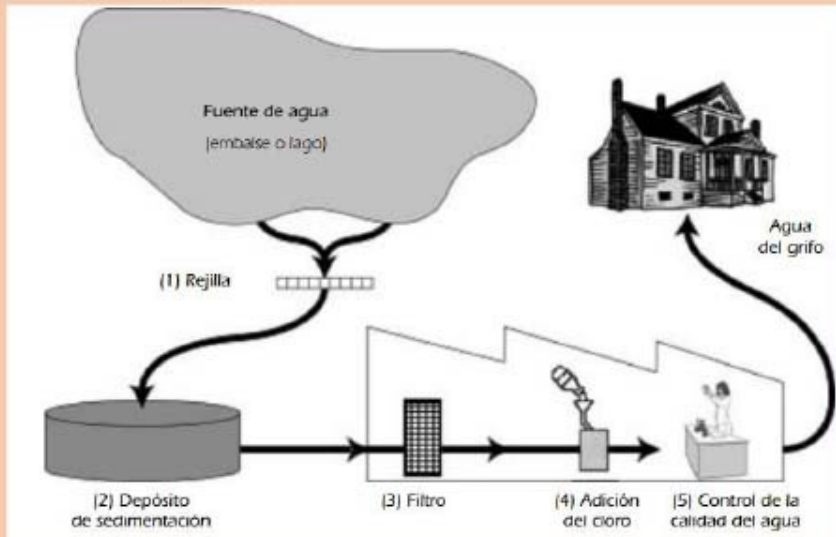 Fuente de agua
(embalse o lago)
(1) Rejilla
Agua
del grifo
(2) Depósito
de sedimentación
(3) Filtro
(4) Adición
del cloro
(5) Control de la
calidad del agua